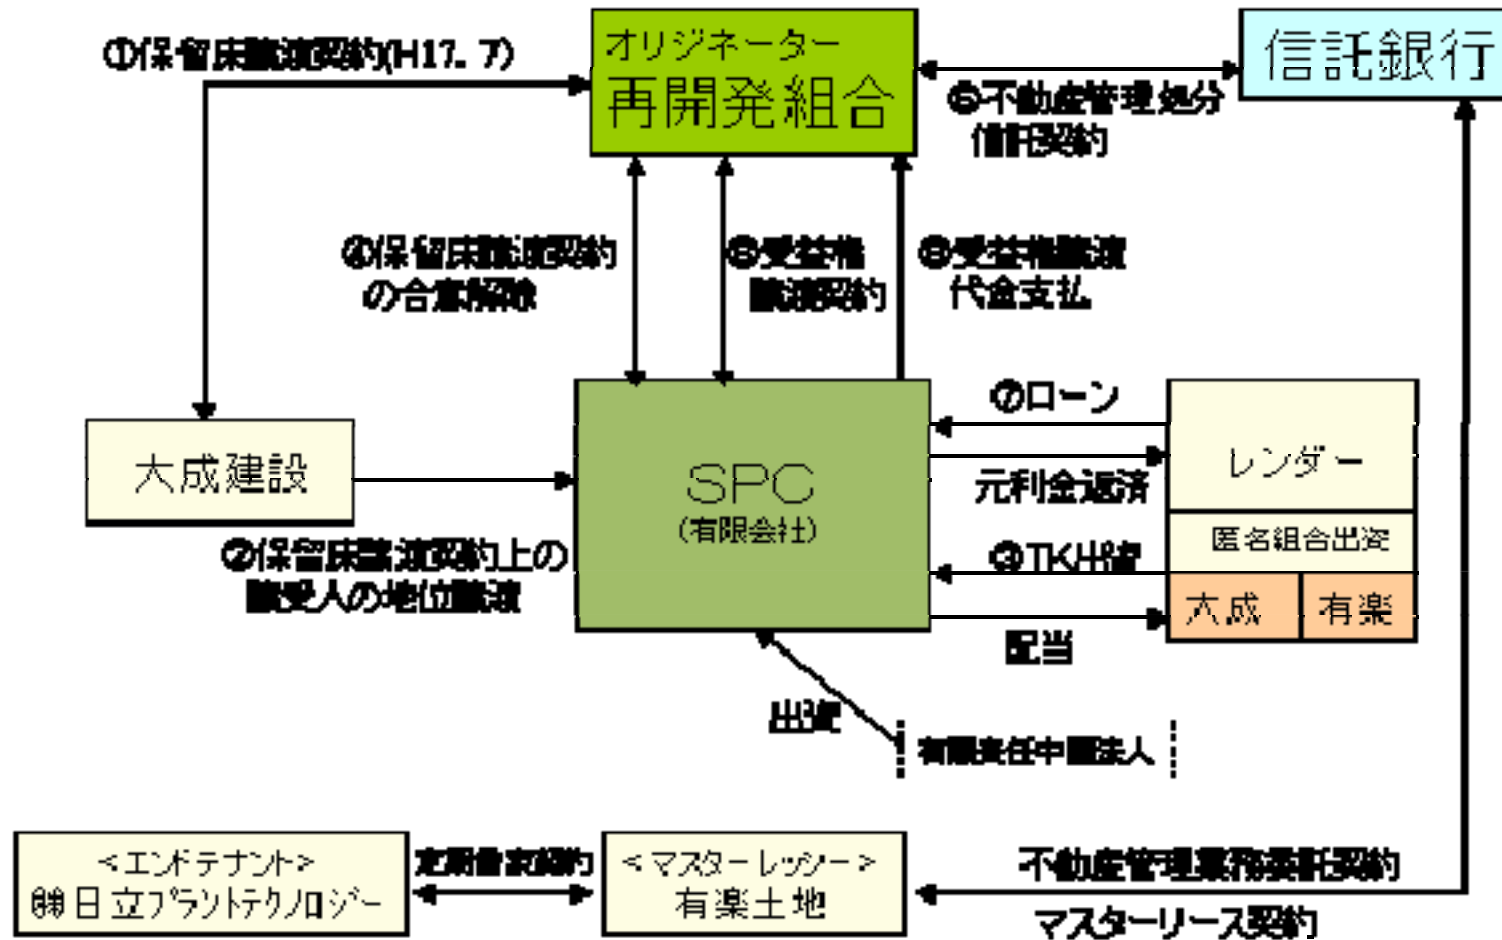 ①保留床譲渡契約(H17.7)
オリジネーター
再開発組合
信託銀行
⑤不動産管理処分
信託契約
④保留床譲渡契約
の合意解除
⑥受益権
譲渡契約
⑧受益権譲渡
代金支払
大成建設
②保留床譲渡契約上の
譲受人の地位譲渡
SPC
(有限会社)
⑦ローン
元利金返済
③TK出資
配当
レンダー
匿名組合出資
大成
有楽
出資
有限責任中間法人
<エンドテナント>
㈱日立プラントテクノロジー
定期借家契約
<マスターレッシー>
有楽土地
不動産管理業務委託契約
マスターリース契約